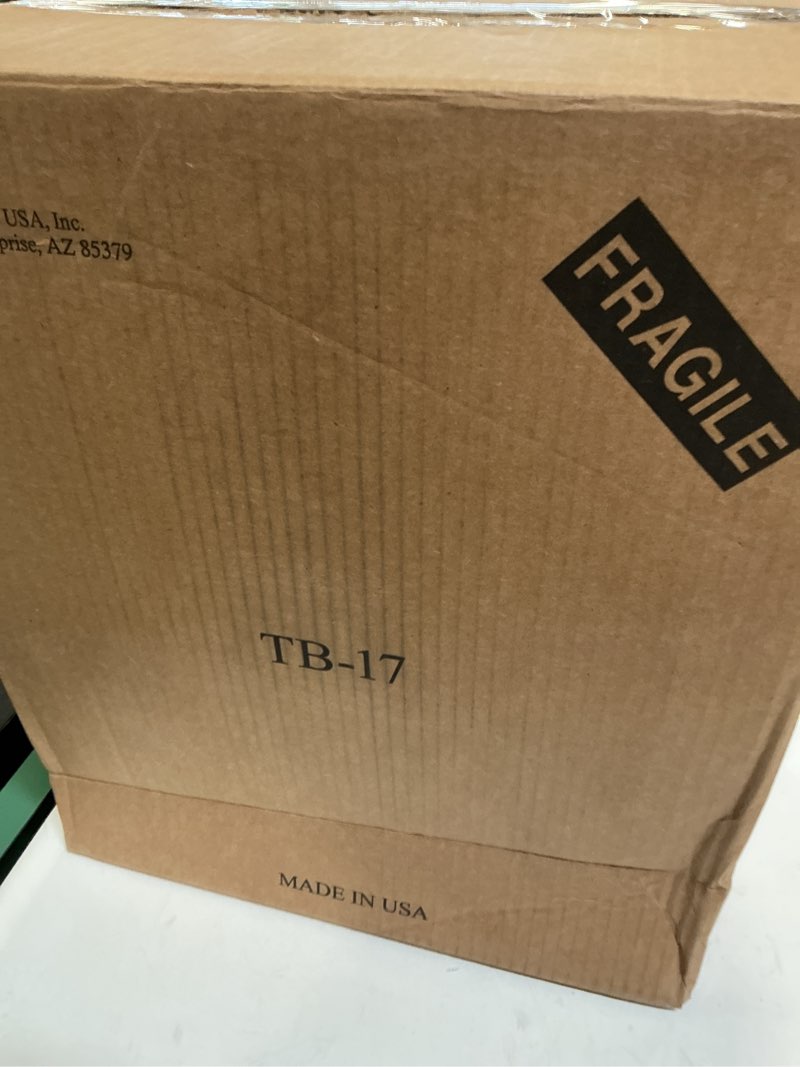 USA, Inc.
prise, AZ 85379
FRAGILE
TB-17
MADE IN USA